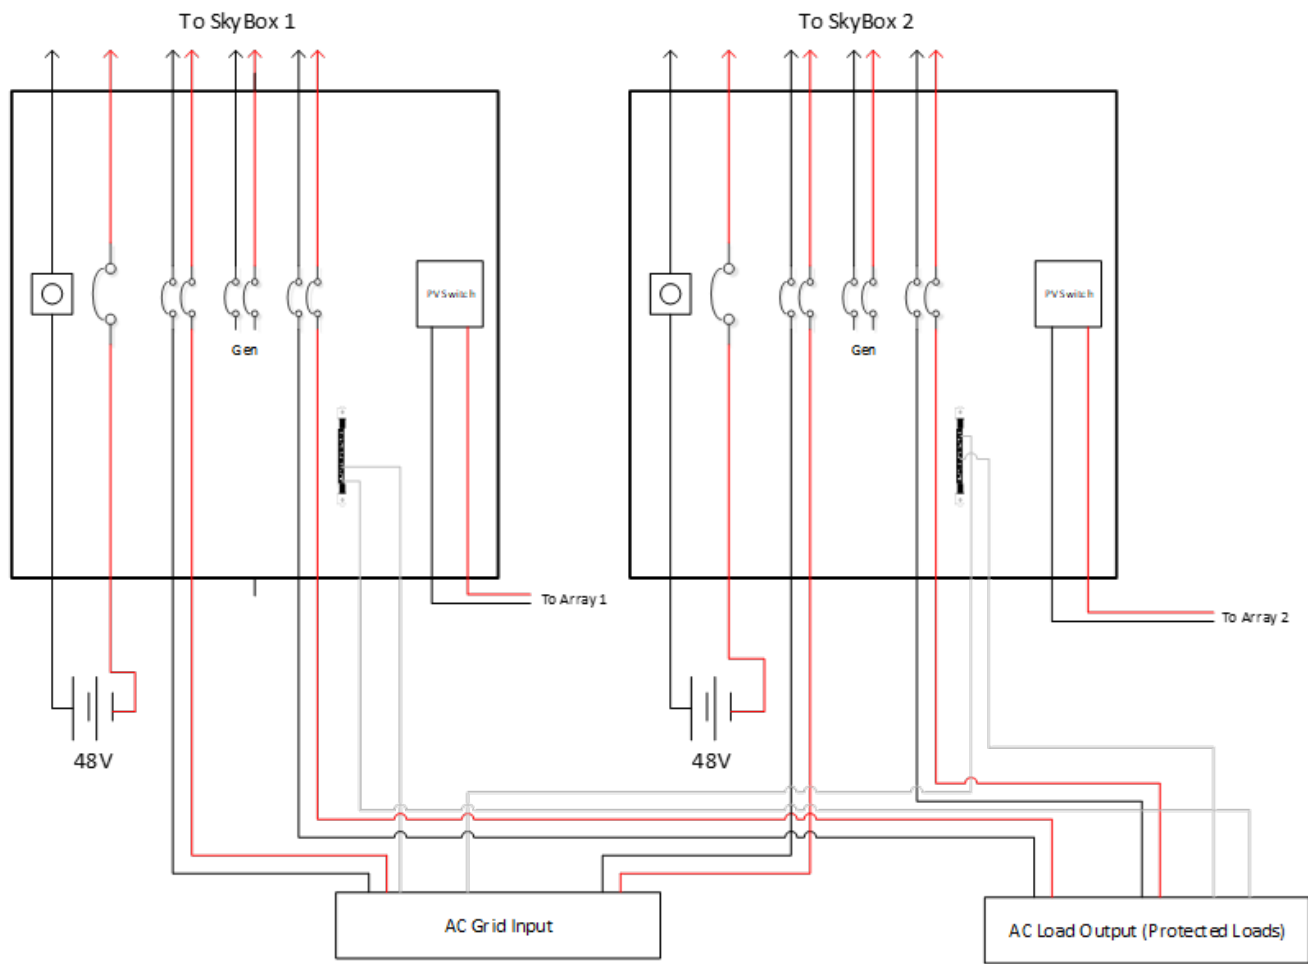 To SkyBox 1
To SkyBox 2
PV Switch
PV Switch
Gen
Gen
To Array 1
To Array 2
48V
48V
AC Grid Input
AC Load Output (Protected Loads)